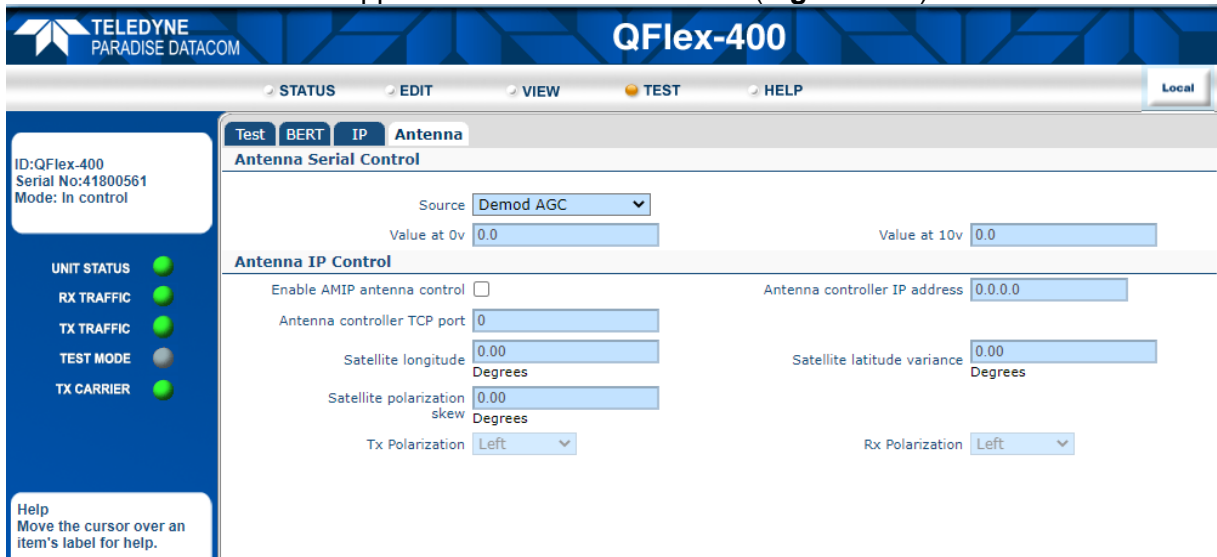 TELEDYNE
PARADISE DATACOM
QFlex-400
STATUS EDIT VIEW TEST HELP Local
Test BERT IP Antenna
ID:QFlex-400
Serial No:41800561
Mode: In control
Antenna Serial Control
Source Demod AGC
Value at 0v 0.0 Value at 10v 0.0
UNIT STATUS
RX TRAFFIC
TX TRAFFIC
TEST MODE
TX CARRIER
Antenna IP Control
Enable AMIP antenna control Antenna controller IP address 0.0.0.0
Antenna controller TCP port 0
Satellite longitude 0.00 Degrees Satellite latitude variance 0.00 Degrees
Satellite polarization skew 0.00 Degrees
Tx Polarization Left Rx Polarization Left
Help
Move the cursor over an
item's label for help.